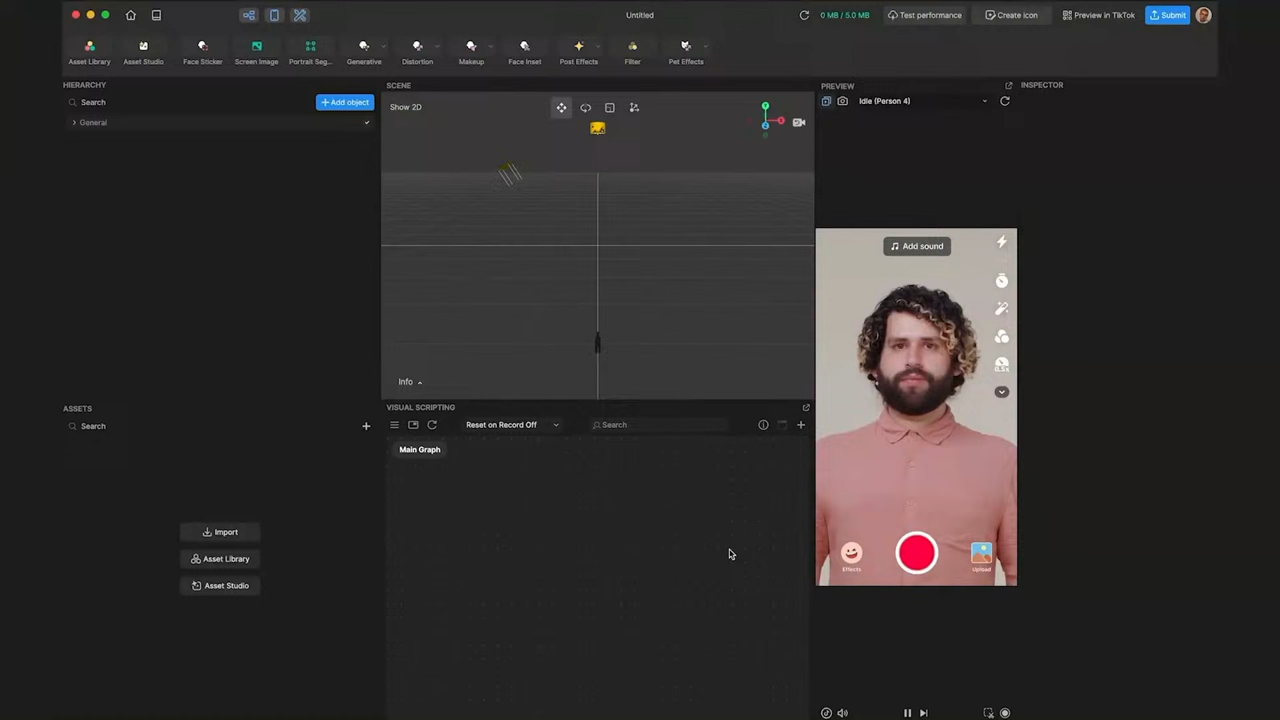 Untitled
0 MB / 5.0 MB
Test performance
Create icon
Preview in TikTok
Submit
Asset Library
Asset Studio
Face Sticker
Screen Image
Portrait Seg...
Generative
Distortion
Makeup
Face Inset
Post Effects
Filter
Pet Effects
HIERARCHY
Search
+ Add object
General
SCENE
Show 2D
Y
X
Z
Info
PREVIEW
Idle (Person 4)
INSPECTOR
Add sound
0.5x
Effects
Upload
ASSETS
Search
Import
Asset Library
Asset Studio
VISUAL SCRIPTING
Reset on Record Off
Search
Main Graph